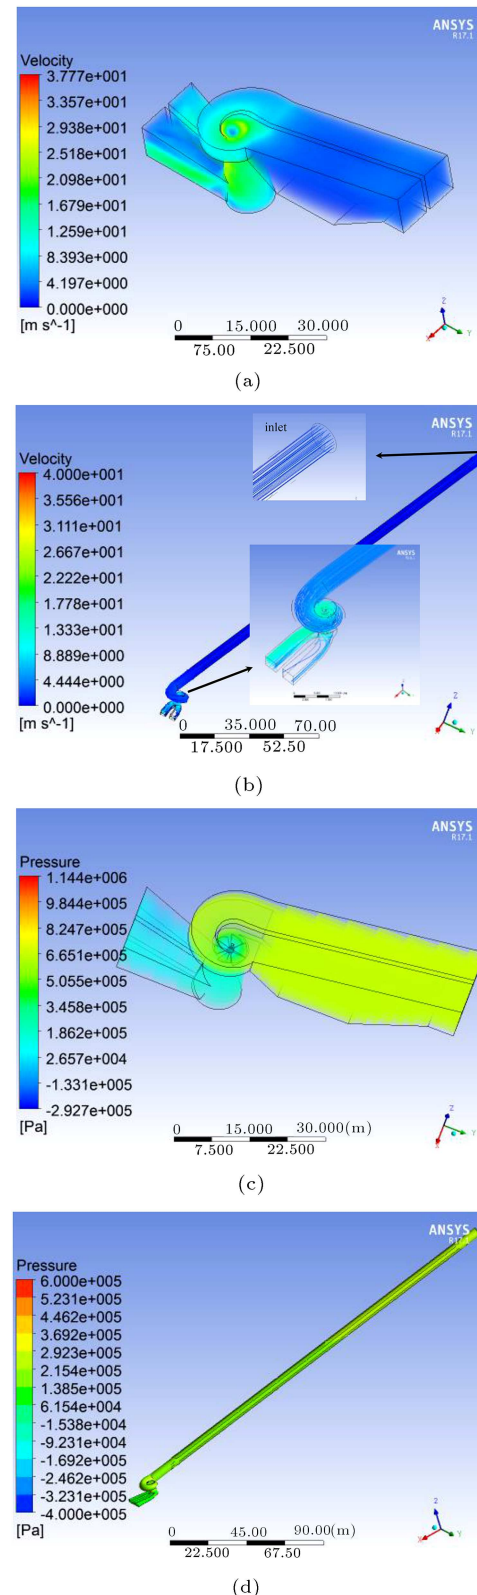 ANSYS
R17.1
Velocity
3.777e+001
3.357e+001
2.938e+001
2.518e+001
2.098e+001
1.679e+001
1.259e+001
8.393e+000
4.197e+000
0.000e+000
[m s^-1]
0 15.000 30.000
75.00 22.500
Z
X Y
(a)
ANSYS
R17.1
inlet
Velocity
4.000e+001
3.556e+001
3.111e+001
2.667e+001
2.222e+001
1.778e+001
1.333e+001
8.889e+000
4.444e+000
0.000e+000
[m s^-1]
ANSYS
0 35.000 70.00
17.500 52.50
Z
X Y
(b)
ANSYS
R17.1
Pressure
1.144e+006
9.844e+005
8.247e+005
6.651e+005
5.055e+005
3.458e+005
1.862e+005
2.657e+004
-1.331e+005
-2.927e+005
[Pa]
0 15.000 30.000(m)
7.500 22.500
Z
X Y
(c)
ANSYS
R17.1
Pressure
6.000e+005
5.231e+005
4.462e+005
3.692e+005
2.923e+005
2.154e+005
1.385e+005
6.154e+004
-1.538e+004
-9.231e+004
-1.692e+005
-2.462e+005
-3.231e+005
-4.000e+005
[Pa]
0 45.00 90.00(m)
22.500 67.50
Z
X Y
(d)